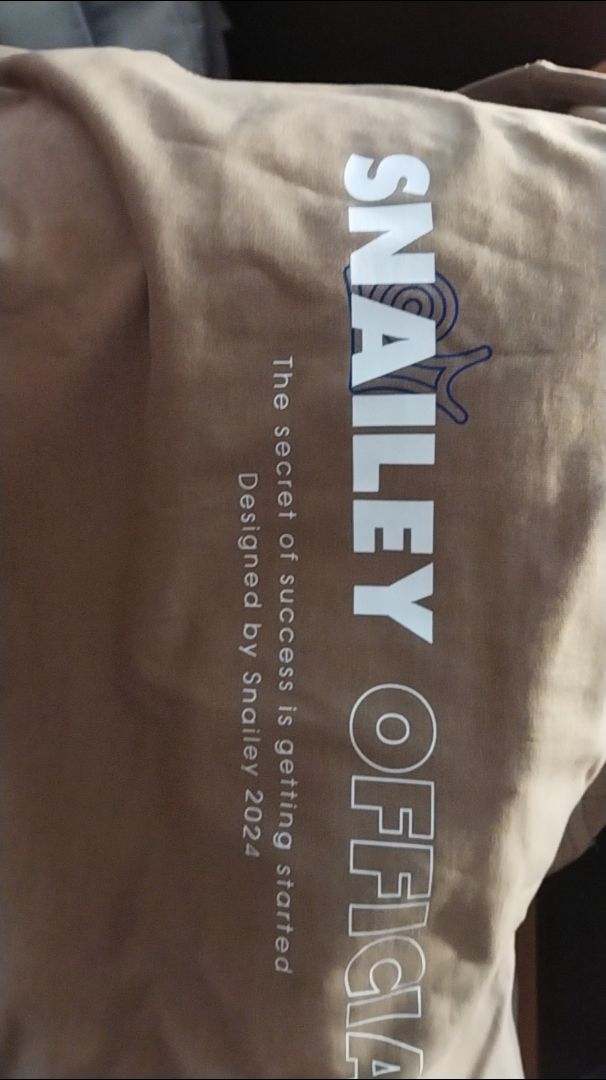 SNAILEY OFFICIA
The secret of success is getting started
Designed by Snailey 2024